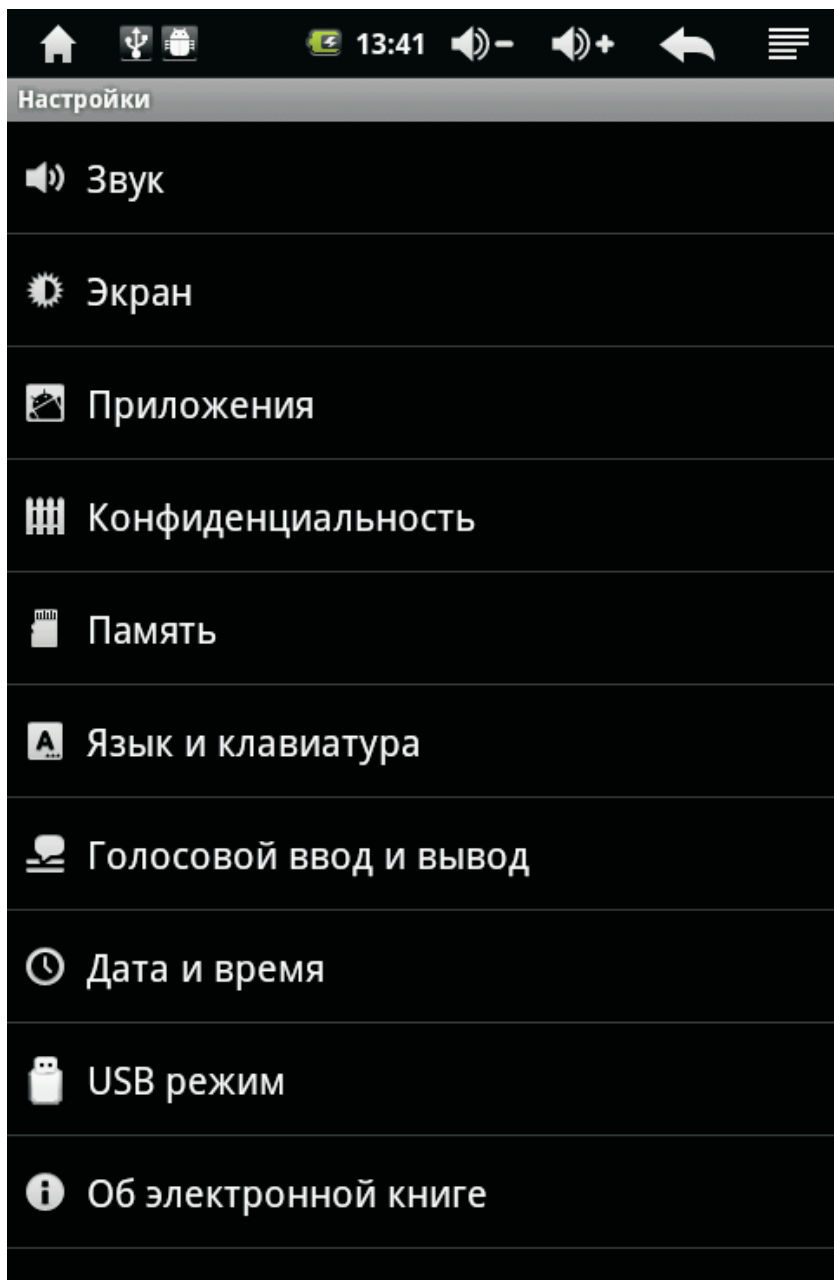 13:41
Настройки
Звук
Экран
Приложения
Конфиденциальность
Память
Язык и клавиатура
Голосовой ввод и вывод
Дата и время
USB режим
Об электронной книге